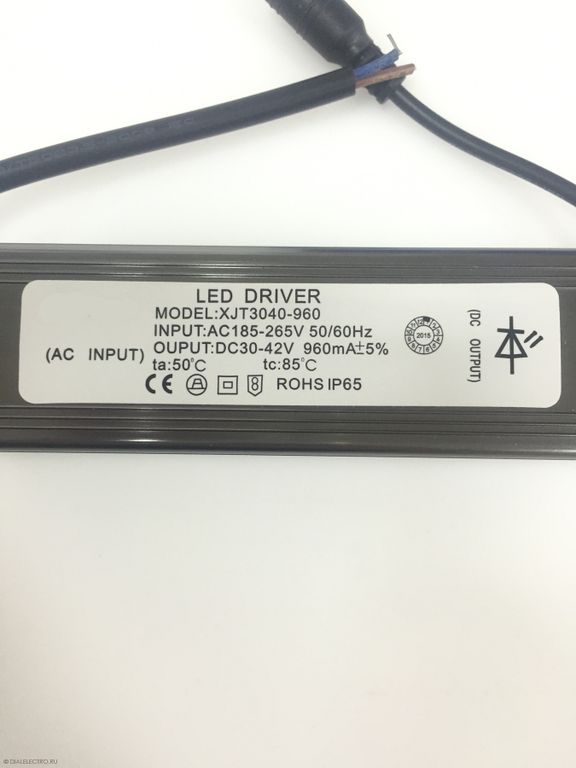 LED DRIVER
MODEL:XJT3040-960
INPUT:AC185-265V 50/60Hz
(AC INPUT) OUPUT:DC30-42V 960mA±5%
ta:50℃ tc:85℃
CE ROHS IP65
2015
(DC OUTPUT)
© DIALELECTRO.RU